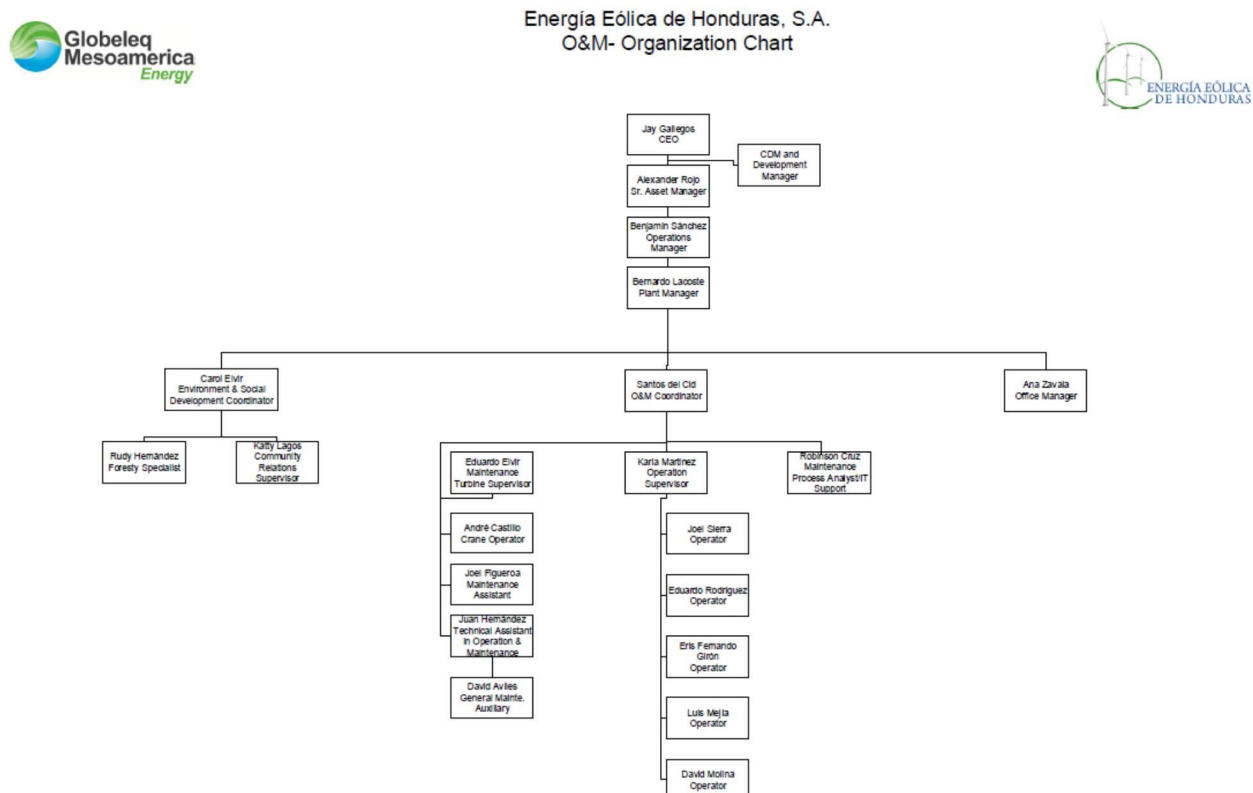 Globeleq
Mesoamerica
Energy
Energía Eólica de Honduras, S.A.
O&M- Organization Chart
ENERGÍA EÓLICA
DE HONDURAS
Jay Gallegos
CEO
CDM and
Development
Manager
Alexander Rojo
Sr. Asset Manager
Benjamin Sánchez
Operations
Manager
Bernardo Lacoste
Plant Manager
Carol Elvir
Environment & Social
Development Coordinator
Santos del Cid
O&M Coordinator
Ana Zavala
Office Manager
Rudy Hernández
Foresty Specialist
Katty Lagos
Community
Relations
Supervisor
Eduardo Elvir
Maintenance
Turbine Supervisor
Karla Martinez
Operation
Supervisor
Robinson Cruz
Maintenance
Process Analyst/IT
Support
André Castillo
Crane Operator
Joel Figueroa
Maintenance
Assistant
Juan Hernández
Technical Assistant
in Operation &
Maintenance
David Aviles
General Mainte.
Auxiliary
Joel Sierra
Operator
Eduardo Rodriguez
Operator
Eris Fernando
Girón
Operator
Luis Mejia
Operator
David Molina
Operator